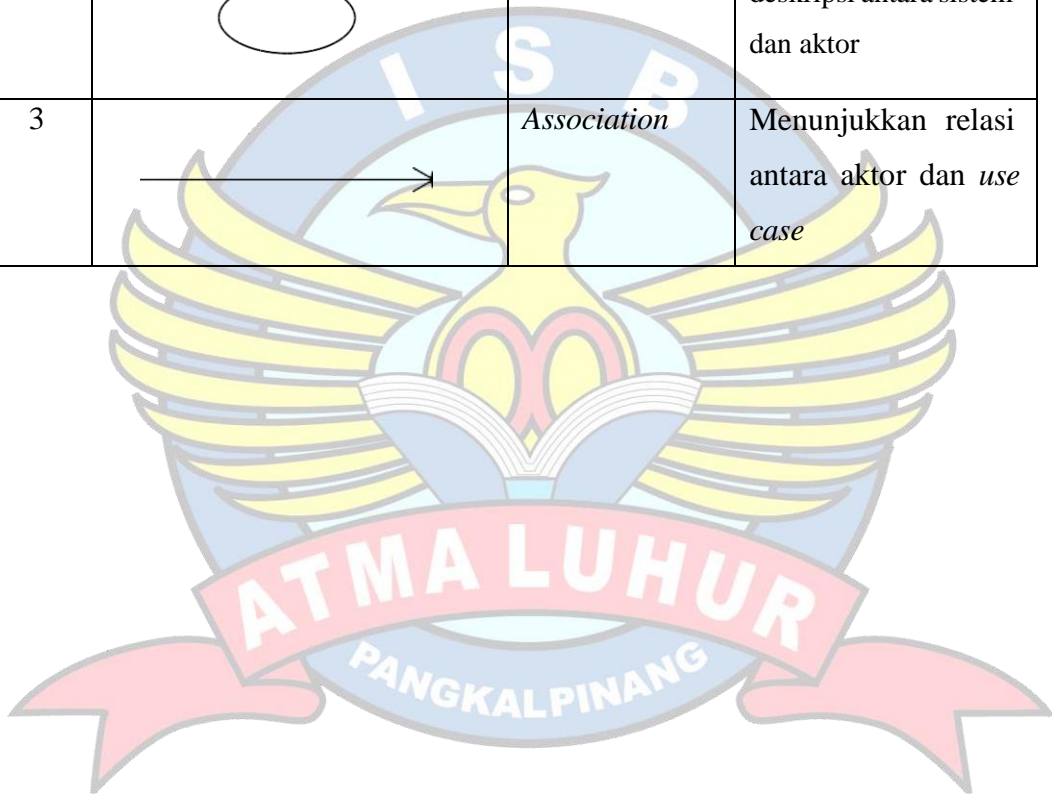 deskripsi antara sistem
dan aktor
3
Association
Menunjukkan relasi
antara aktor dan use
case
I S B
ATMA LUHUR
PANGKALPINANG